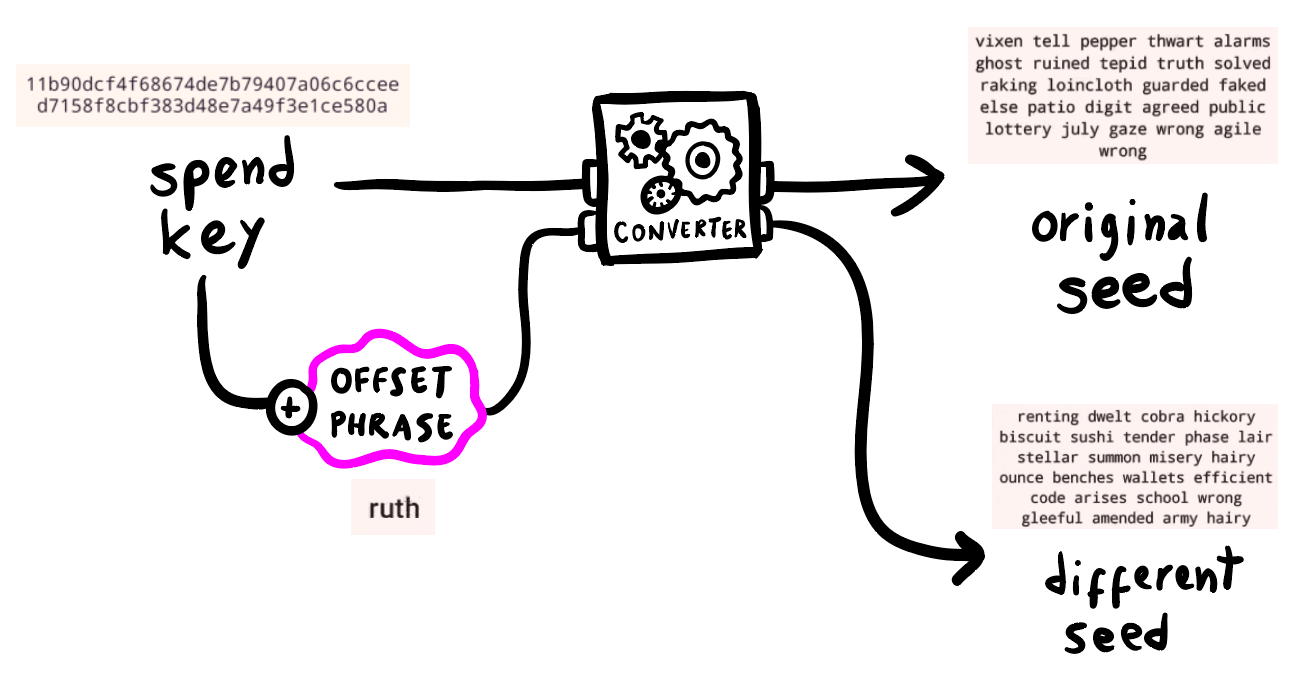 11b90dcf4f68674de7b79407a06c6ccee
d7158f8cbf383d48e7a49f3e1ce580a
spend
key
OFFSET
PHRASE
ruth
CONVERTER
vixen tell pepper thwart alarms
ghost ruined tepid truth solved
raking loincloth guarded faked
else patio digit agreed public
lottery july gaze wrong agile
wrong
original
seed
renting dwelt cobra hickory
biscuit sushi tender phase lair
stellar summon misery hairy
ounce benches wallets efficient
code arises school wrong
gleeful amended army hairy
different
seed